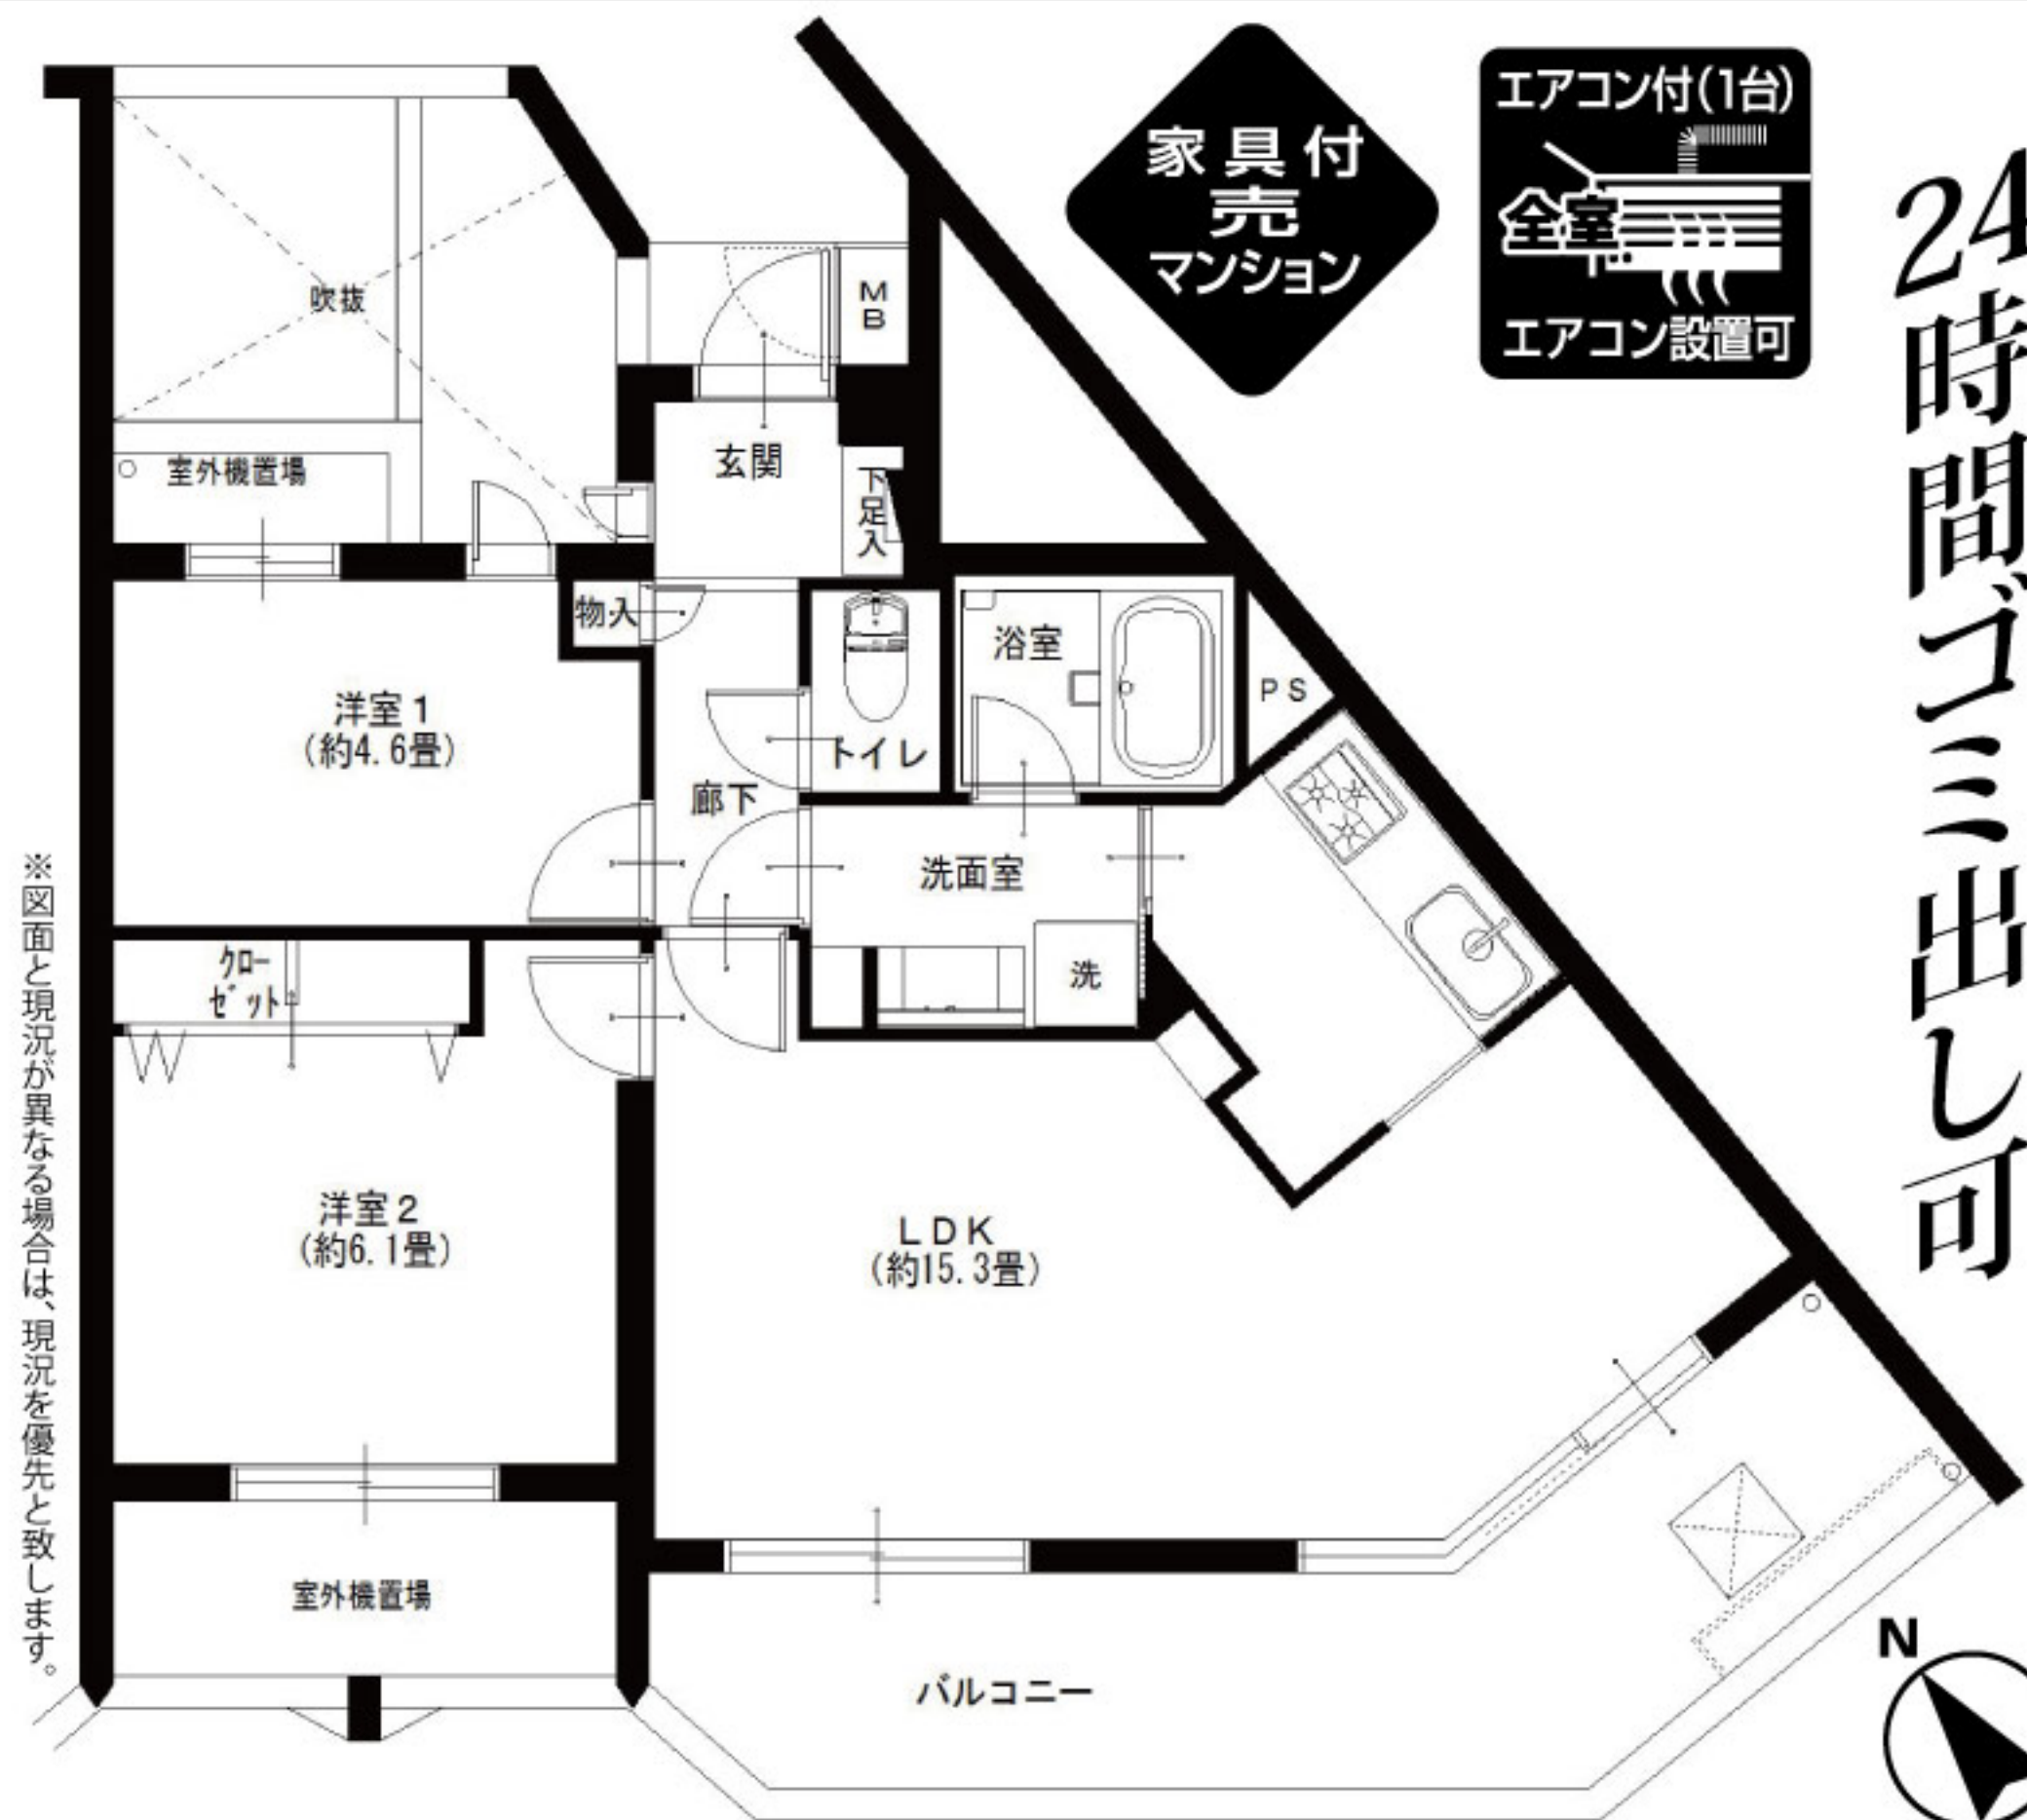 家具付
売
マンション
エアコン付(1台)
全室
エアコン設置可
24時間ゴミ出し可
吹抜
MB
玄関
下足入
室外機置場
物入
浴室
PS
トイレ
洋室1
(約4.6畳)
廊下
洗面室
洗
クロー
ゼット
洋室2
(約6.1畳)
LDK
(約15.3畳)
室外機置場
バルコニー
N
※図面と現況が異なる場合は、現況を優先と致します。